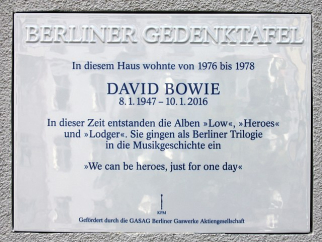 BERLINER GEDENKTAFEL
In diesem Haus wohnte von 1976 bis 1978
DAVID BOWIE
8. 1. 1947 – 10. 1. 2016
In dieser Zeit entstanden die Alben »Low«, »Heroes«
und »Lodger«. Sie gingen als Berliner Trilogie
in die Musikgeschichte ein
»We can be heroes, just for one day«
KPM
Gefördert durch die GASAG Berliner Gaswerke Aktiengesellschaft